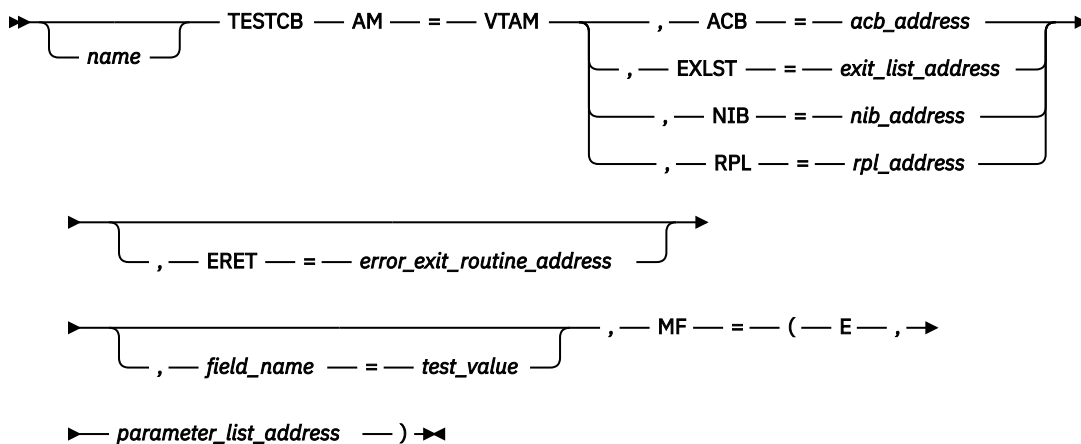 TESTCB AM = VTAM , ACB = acb_address
name
, EXLST = exit_list_address
, NIB = nib_address
, RPL = rpl_address
, ERET = error_exit_routine_address
, MF = ( E ,
, field_name = test_value
parameter_list_address )